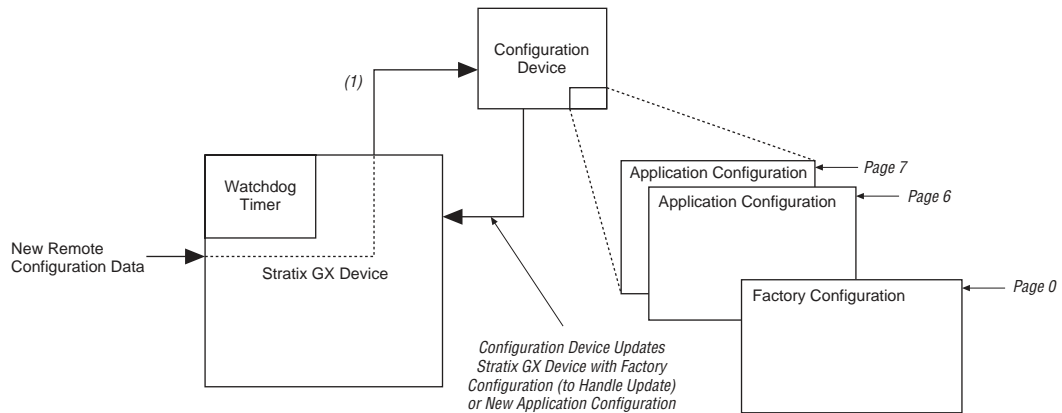 Configuration
Device
(1)
Application Configuration
Page 7
Application Configuration
Page 6
Watchdog
Timer
New Remote
Configuration Data
Stratix GX Device
Factory Configuration
Page 0
Configuration Device Updates
Stratix GX Device with Factory
Configuration (to Handle Update)
or New Application Configuration